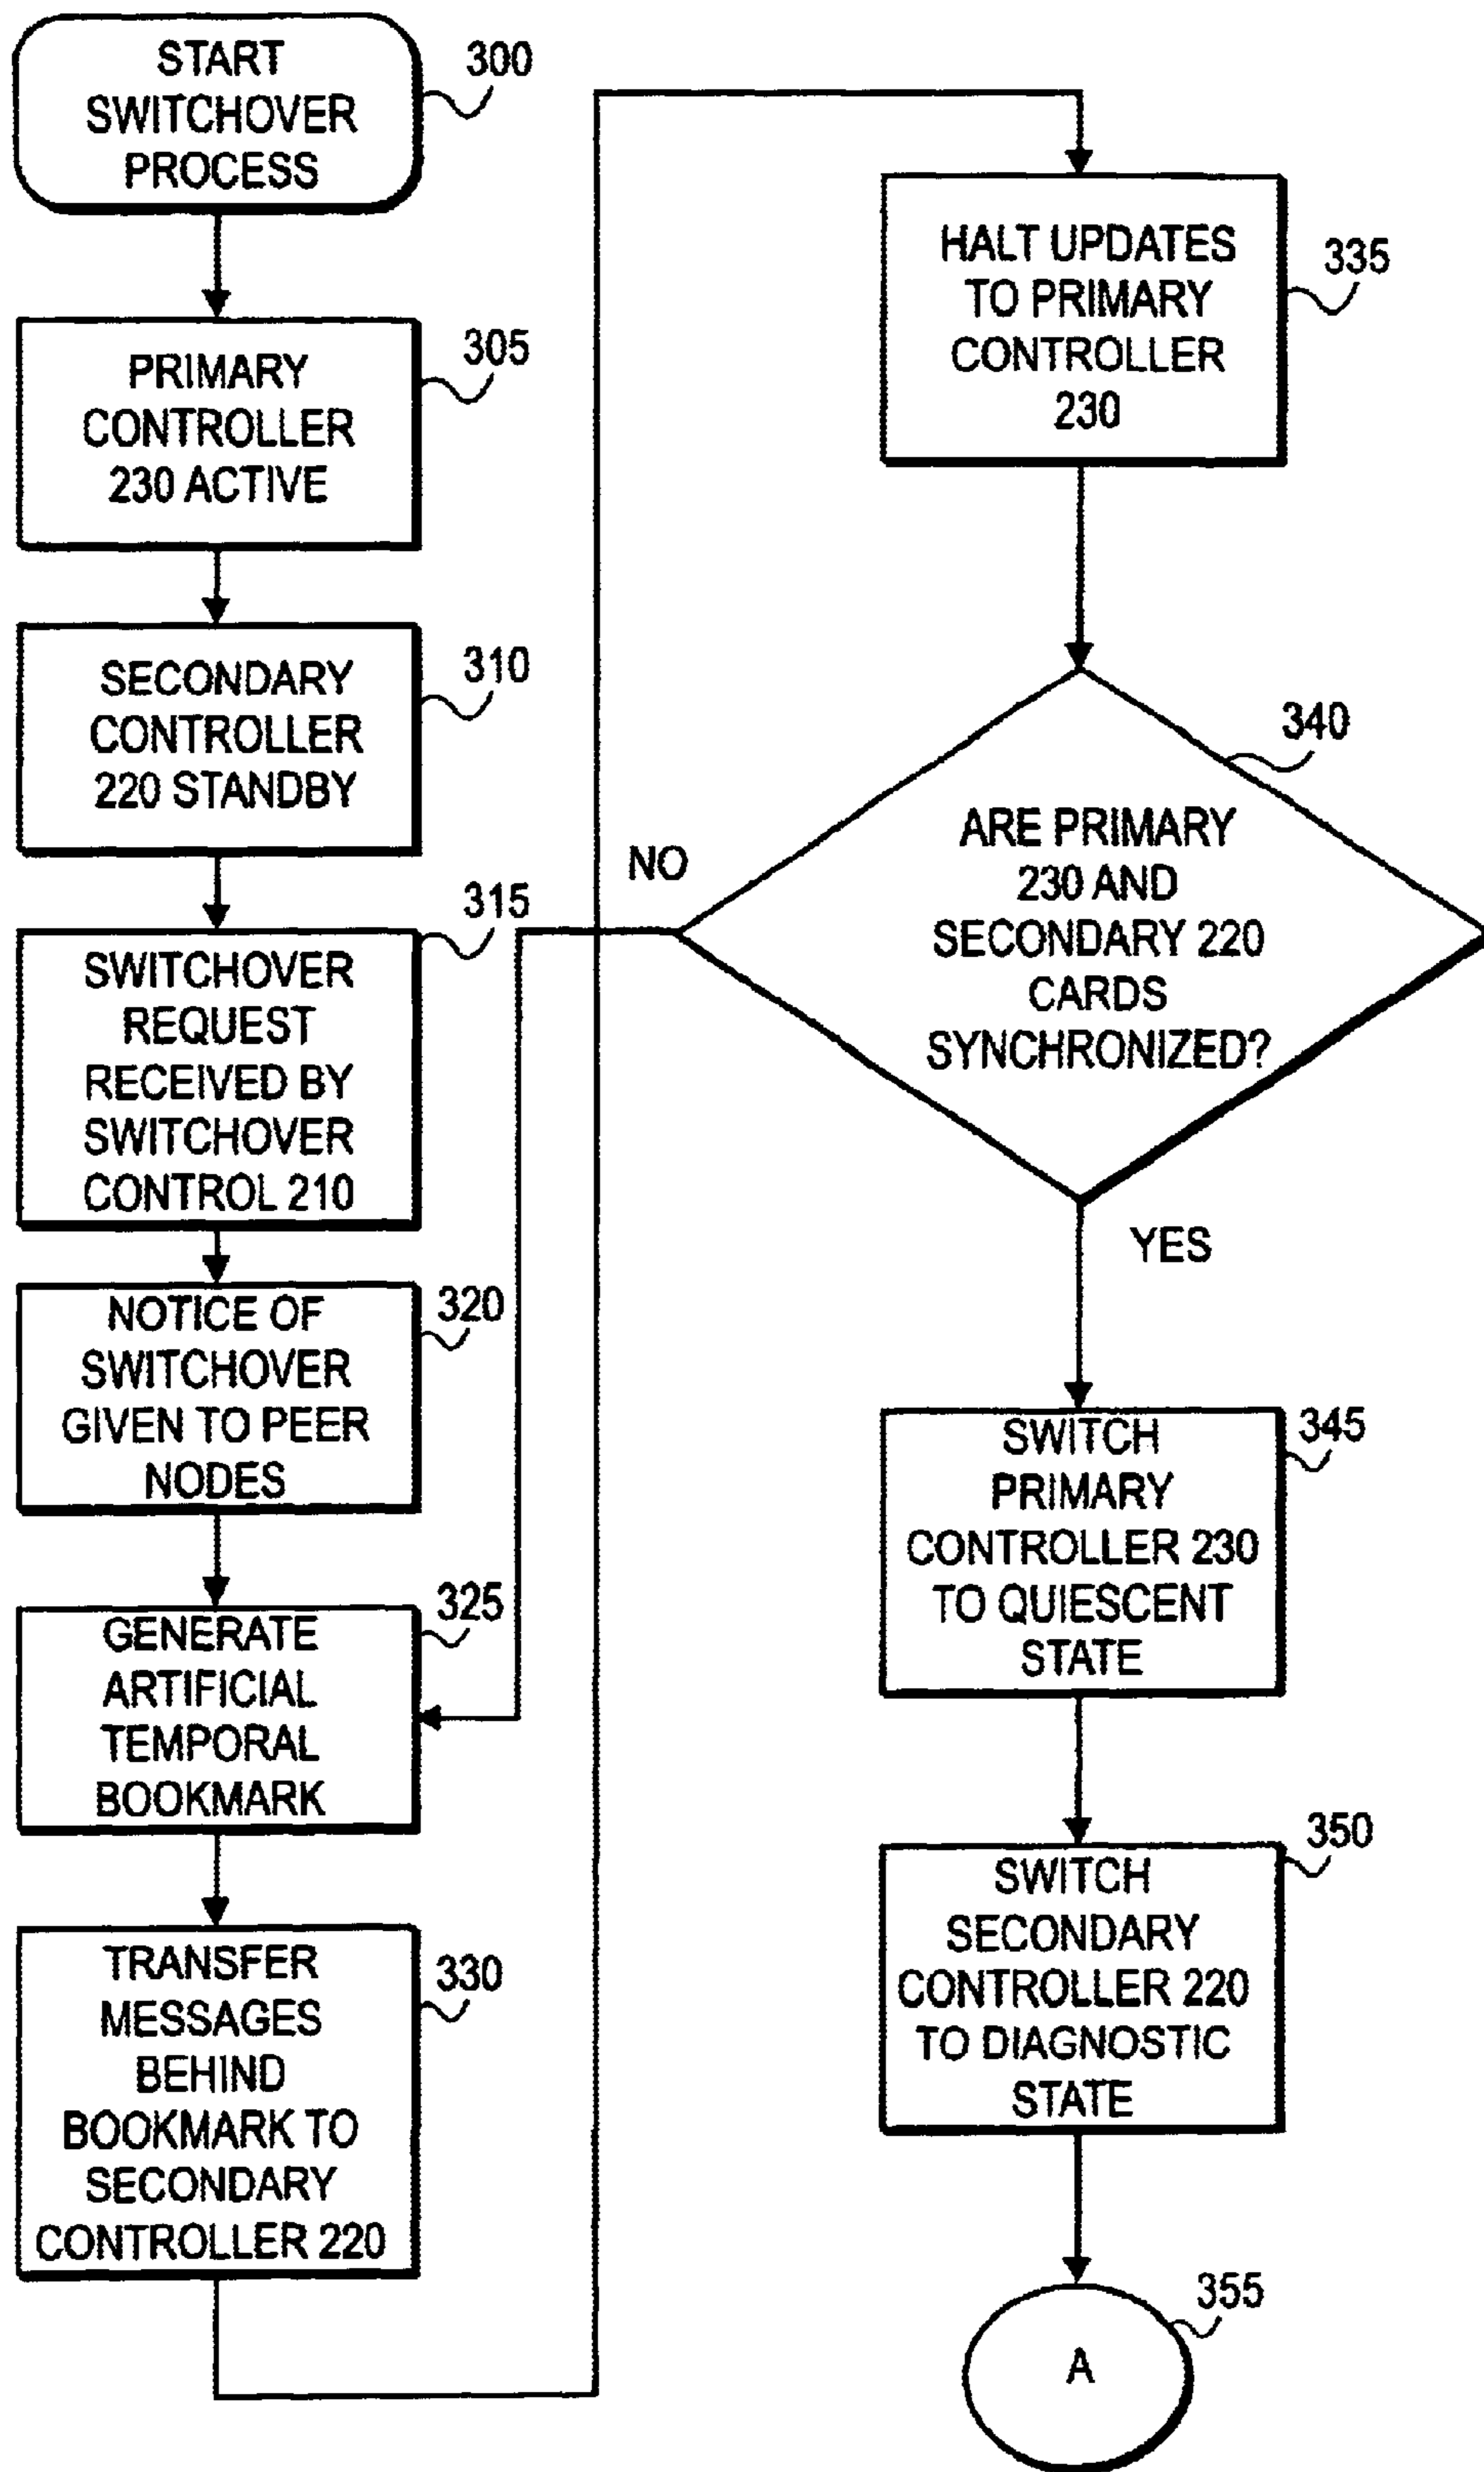 START
SWITCHOVER
PROCESS
300
PRIMARY
CONTROLLER
230 ACTIVE
305
SECONDARY
CONTROLLER
220 STANDBY
310
SWITCHOVER
REQUEST
RECEIVED BY
SWITCHOVER
CONTROL 210
315
NOTICE OF
SWITCHOVER
GIVEN TO PEER
NODES
320
GENERATE
ARTIFICIAL
TEMPORAL
BOOKMARK
325
TRANSFER
MESSAGES
BEHIND
BOOKMARK TO
SECONDARY
CONTROLLER 220
330
HALT UPDATES
TO PRIMARY
CONTROLLER
230
335
ARE PRIMARY
230 AND
SECONDARY 220
CARDS
SYNCHRONIZED?
340
NO
YES
SWITCH
PRIMARY
CONTROLLER 230
TO QUIESCENT
STATE
345
SWITCH
SECONDARY
CONTROLLER 220
TO DIAGNOSTIC
STATE
350
A
355